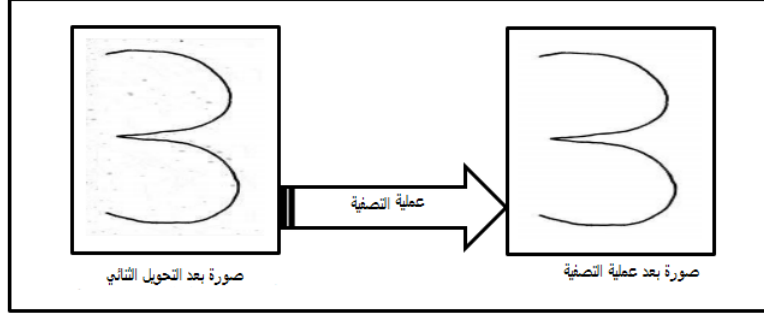 عملية التصفية
صورة بعد التحويل الثنائي
صورة بعد عملية التصفية